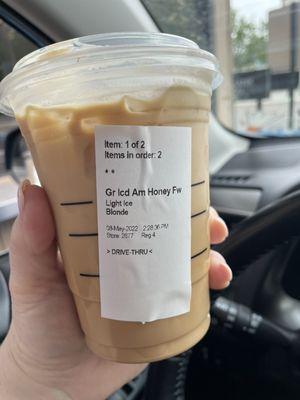 Item: 1 of 2
Items in order: 2
* *
Gr Icd Am Honey Fw
Light Ice
Blonde
08-May-2022 2:28:36 PM
Store: 2877 Reg 4
> DRIVE-THRU <